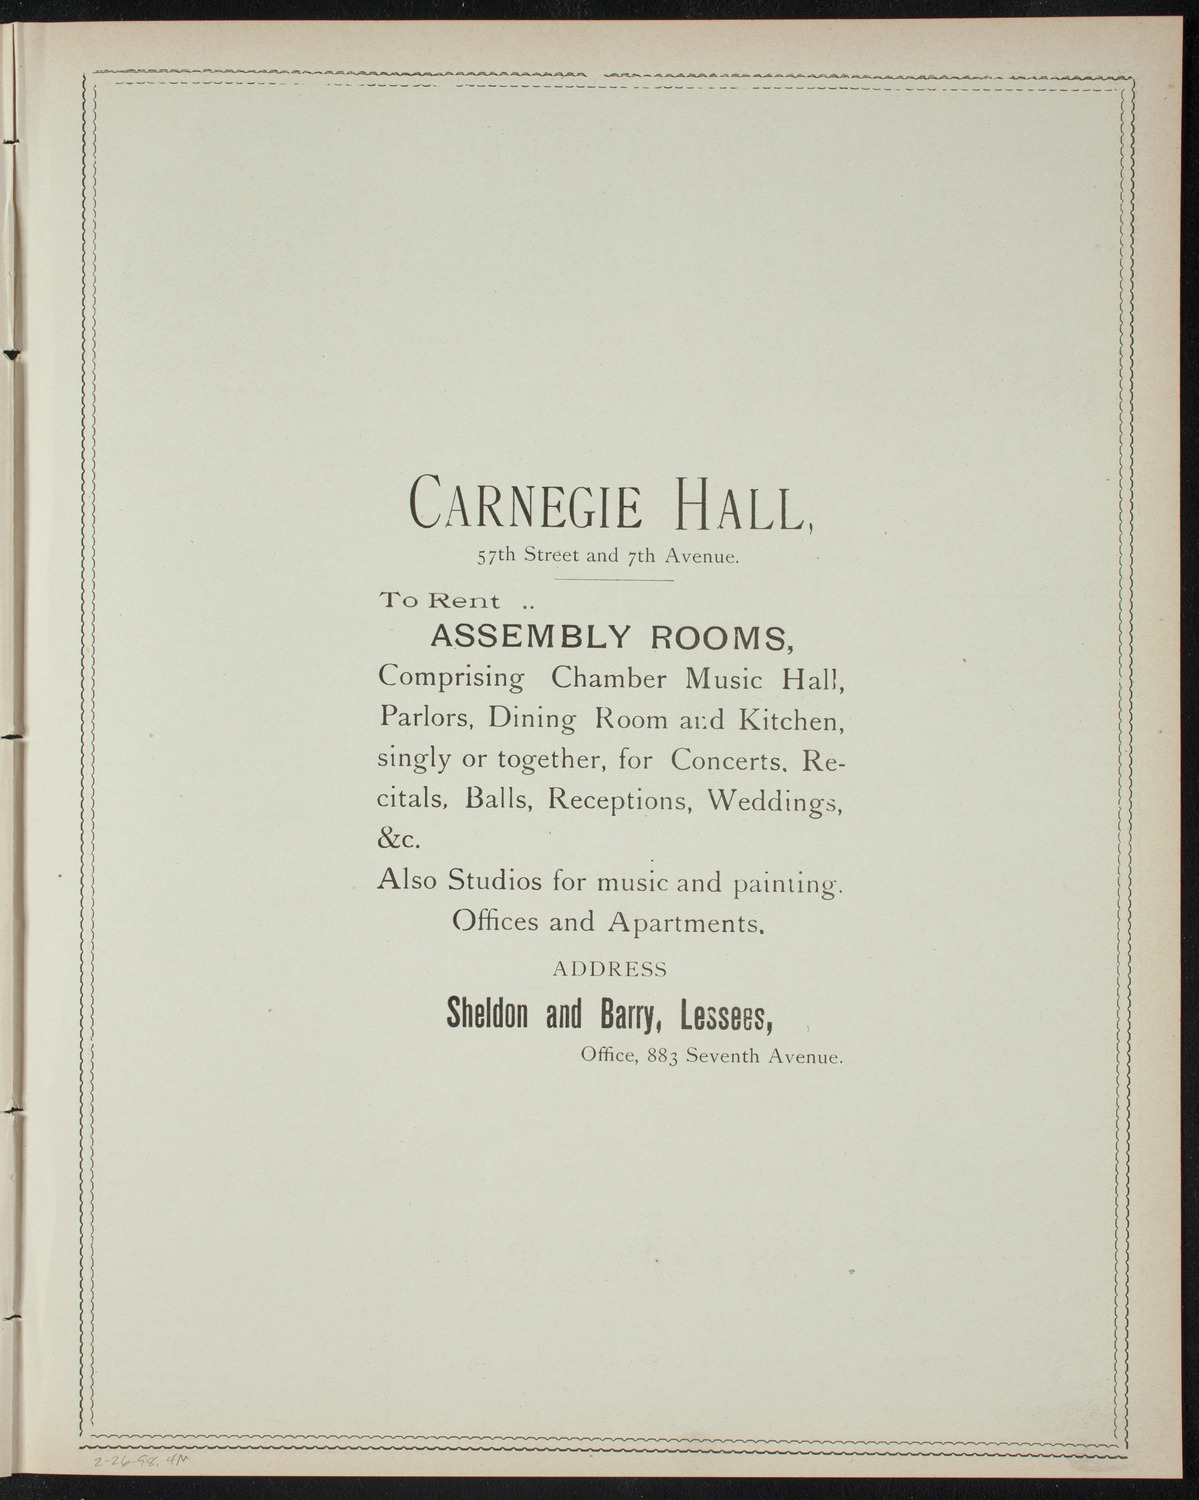 CARNEGIE HALL,
57th Street and 7th Avenue.
To Rent ..
ASSEMBLY ROOMS,
Comprising Chamber Music Hall,
Parlors, Dining Room and Kitchen,
singly or together, for Concerts. Re-
citals, Balls, Receptions, Weddings,
&c.
Also Studios for music and painting.
Offices and Apartments.
ADDRESS
Sheldon and Barry, Lessees,
Office, 883 Seventh Avenue.
2-26-98, 4M